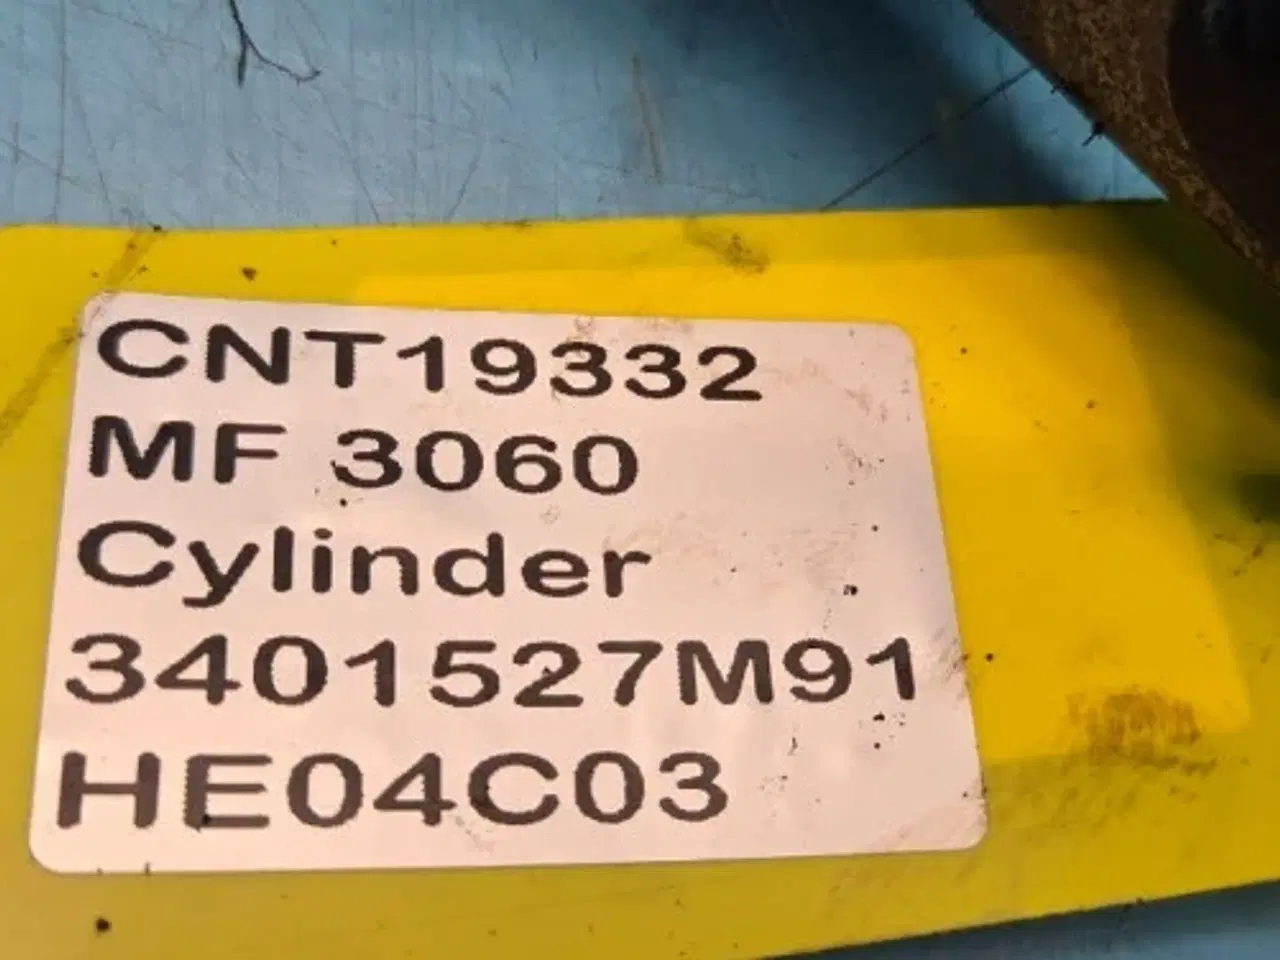 CNT19332
MF 3060
Cylinder
3401527M91
HE04C03